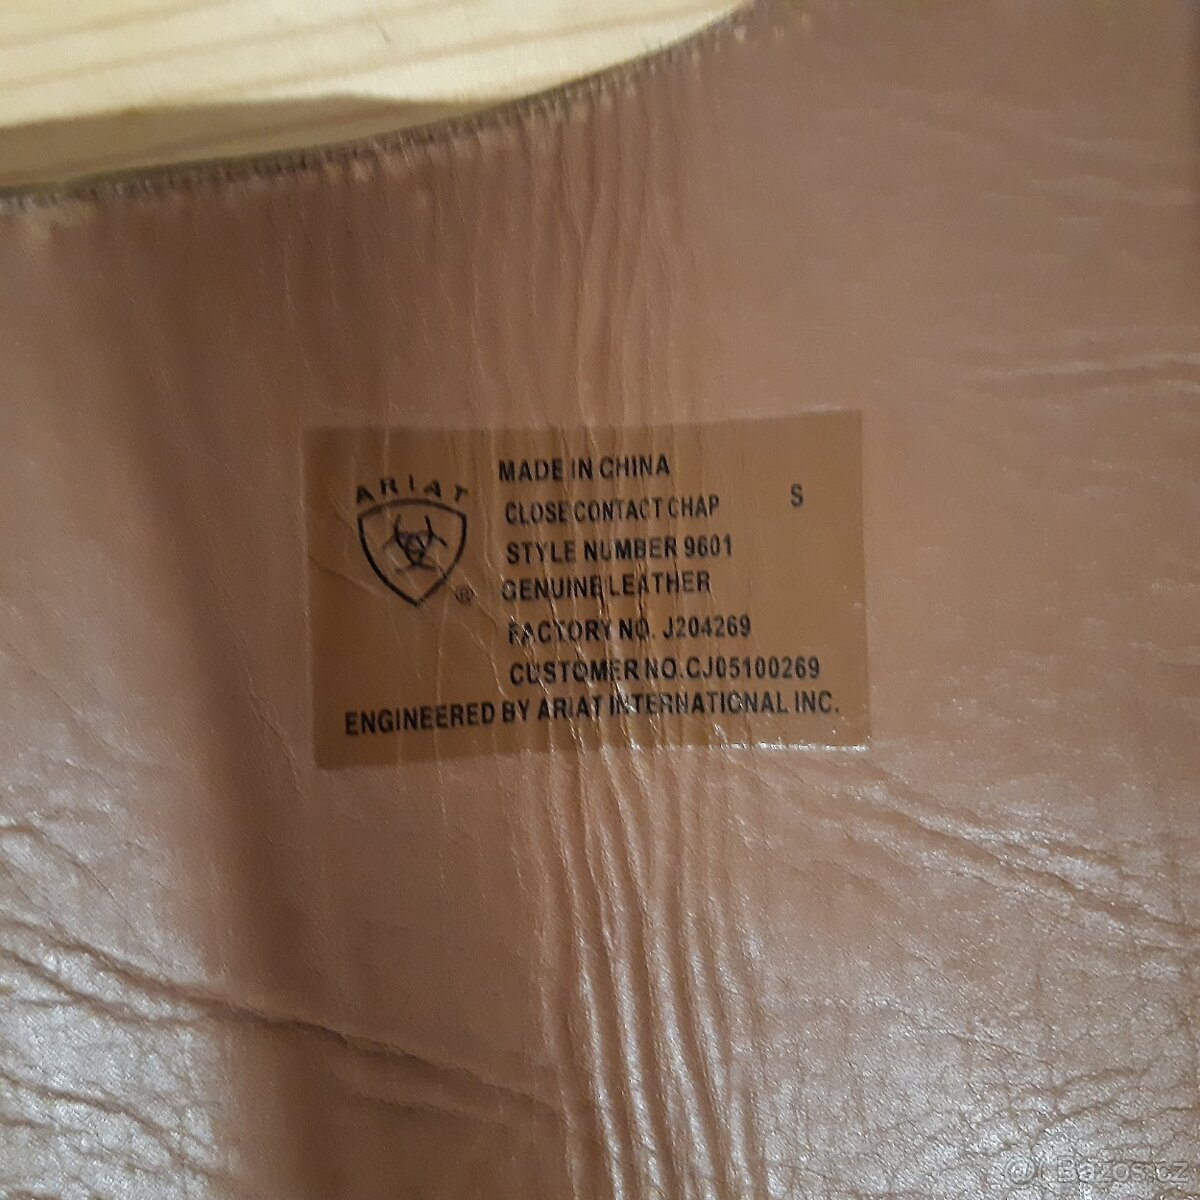 ARIAT
®
MADE IN CHINA
CLOSE CONTACT CHAP S
STYLE NUMBER 9601
GENUINE LEATHER
FACTORY NO. J204269
CUSTOMER NO.CJ05100269
ENGINEERED BY ARIAT INTERNATIONAL INC.
Bazos.cz